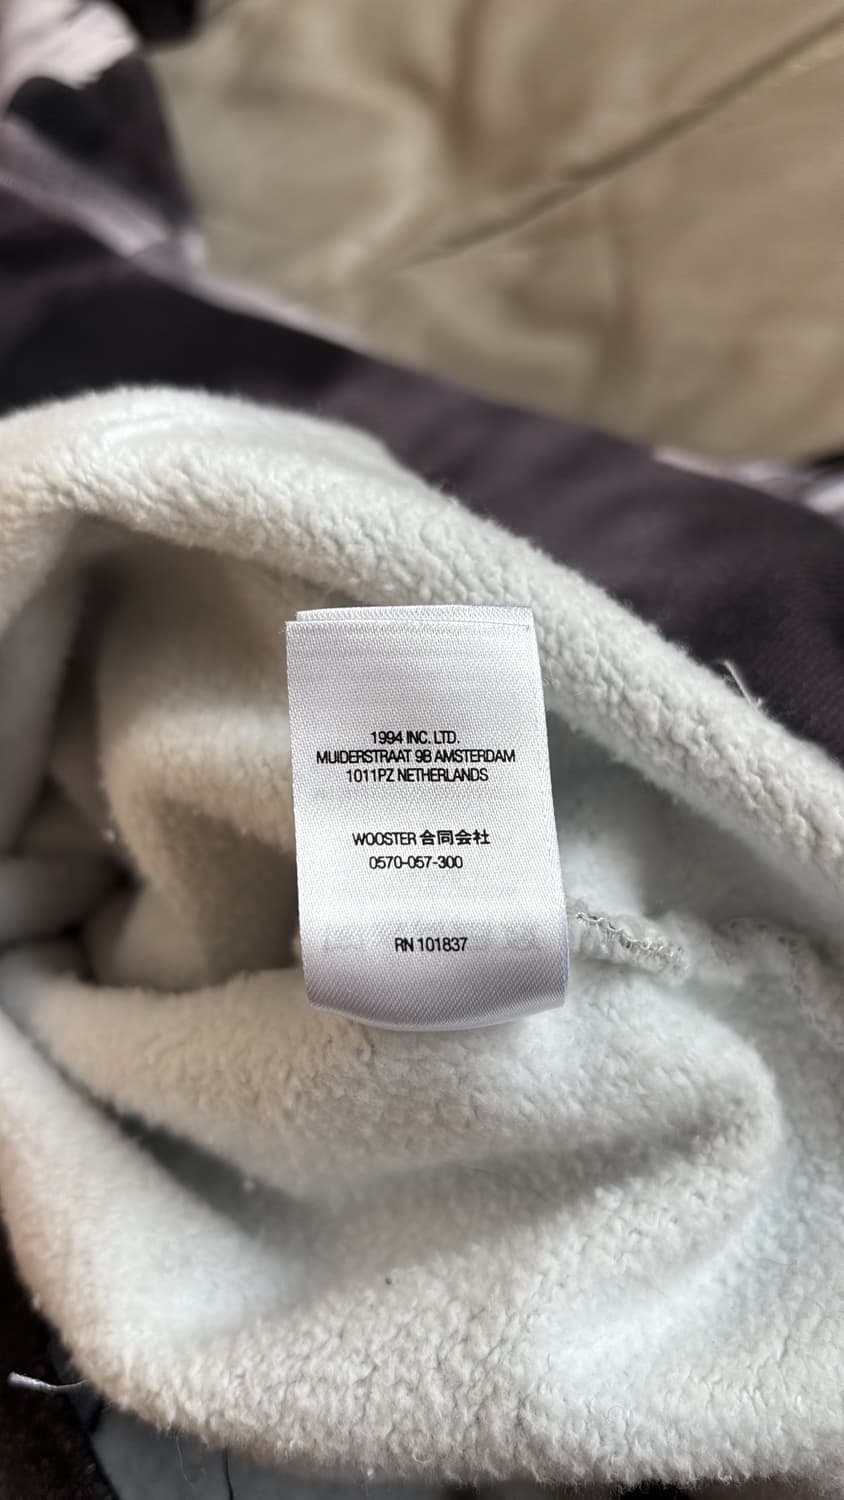 1994 INC. LTD.
MUIDERSTRAAT 9B AMSTERDAM
1011PZ NETHERLANDS
WOOSTER 合同会社
0570-057-300
RN 101837